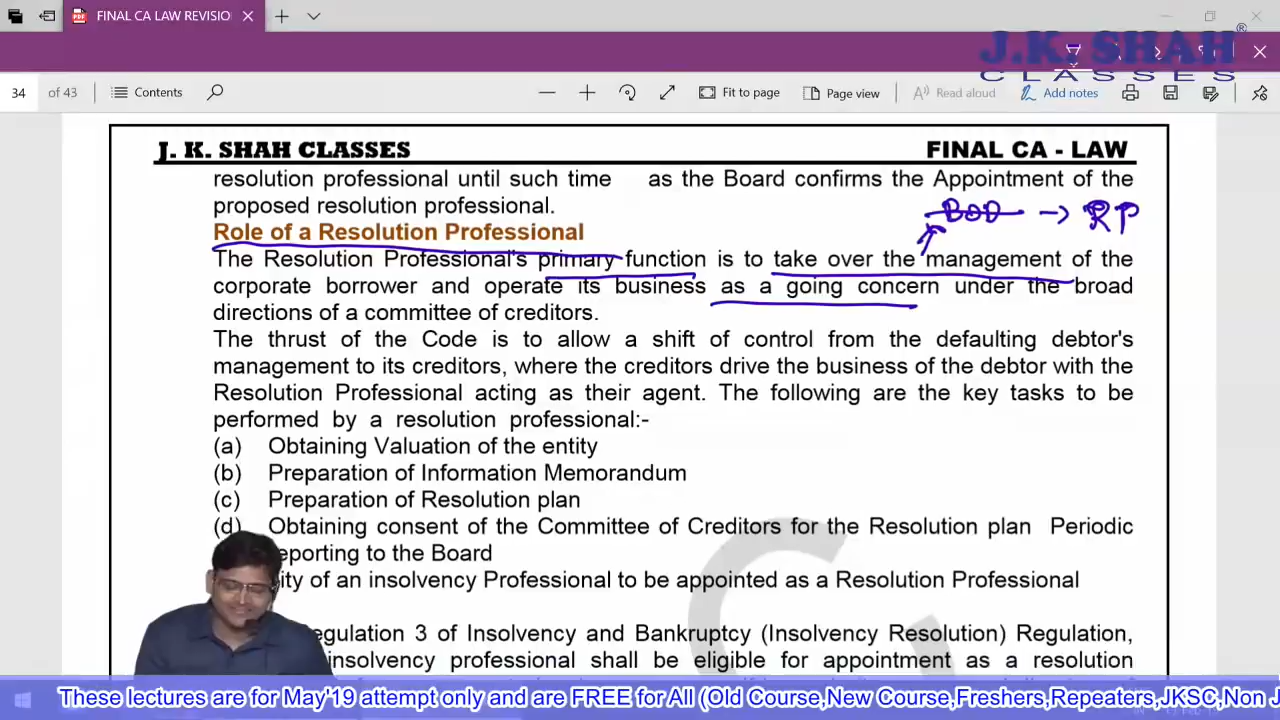 FINAL CA LAW REVISIO
J.K. SHAH®
CLASSES
34 of 43 Contents Fit to page Page view Read aloud Add notes
J. K. SHAH CLASSES FINAL CA - LAW
resolution professional until such time as the Board confirms the Appointment of the
proposed resolution professional.
BOD → RP
Role of a Resolution Professional
The Resolution Professional's primary function is to take over the management of the
corporate borrower and operate its business as a going concern under the broad
directions of a committee of creditors.
The thrust of the Code is to allow a shift of control from the defaulting debtor's
management to its creditors, where the creditors drive the business of the debtor with the
Resolution Professional acting as their agent. The following are the key tasks to be
performed by a resolution professional:-
(a) Obtaining Valuation of the entity
(b) Preparation of Information Memorandum
(c) Preparation of Resolution plan
(d) Obtaining consent of the Committee of Creditors for the Resolution plan Periodic
eporting to the Board
ity of an insolvency Professional to be appointed as a Resolution Professional
egulation 3 of Insolvency and Bankruptcy (Insolvency Resolution) Regulation,
insolvency professional shall be eligible for appointment as a resolution
These lectures are for May'19 attempt only and are FREE for All (Old Course,New Course,Freshers,Repeaters,JKSC,Non J